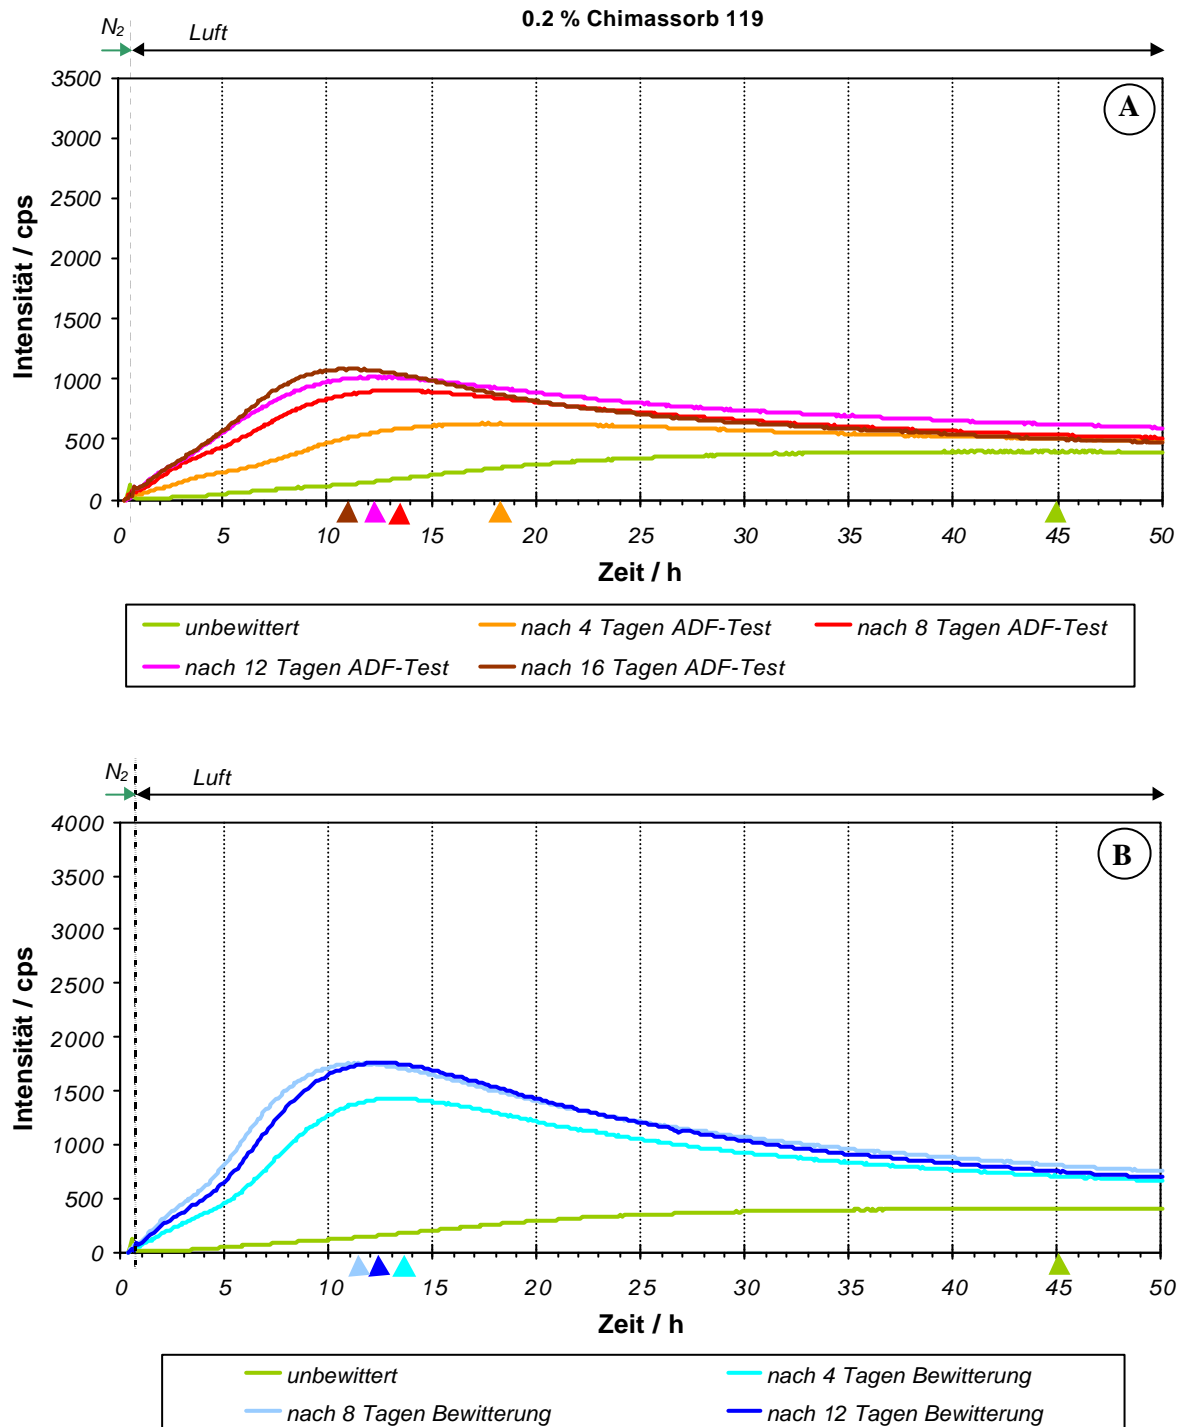 0.2 % Chimassorb 119
N2 Luft
A
3500
3000
2500
2000
1500
1000
500
0
Intensität / cps
0 5 10 15 20 25 30 35 40 45 50
Zeit / h
unbewittert nach 4 Tagen ADF-Test nach 8 Tagen ADF-Test
nach 12 Tagen ADF-Test nach 16 Tagen ADF-Test
N2 Luft
B
4000
3500
3000
2500
2000
1500
1000
500
0
Intensität / cps
0 5 10 15 20 25 30 35 40 45 50
Zeit / h
unbewittert nach 4 Tagen Bewitterung
nach 8 Tagen Bewitterung nach 12 Tagen Bewitterung